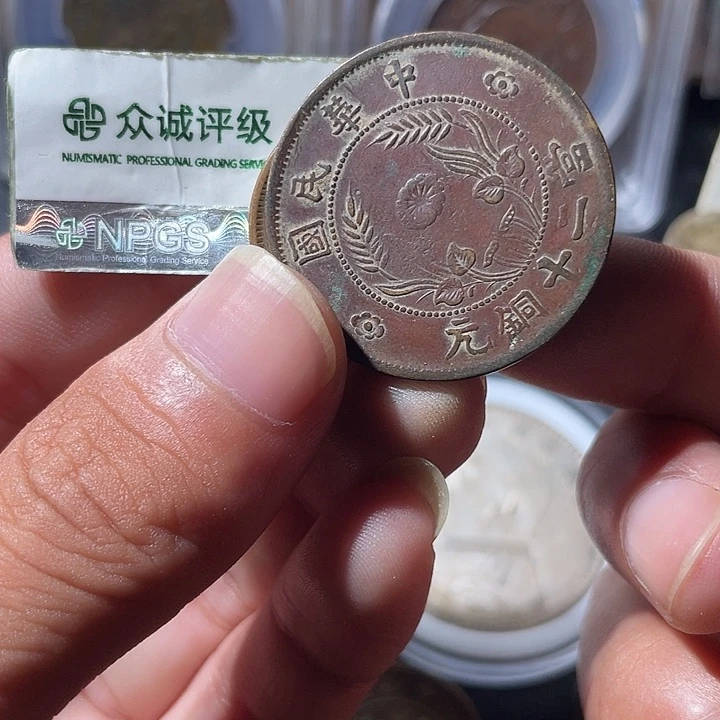 众诚评级
NUMISMATIC PROFESSIONAL GRADING SERVI
NPGS
Numismatic Professional Grading Service
中華民國
當二十銅元